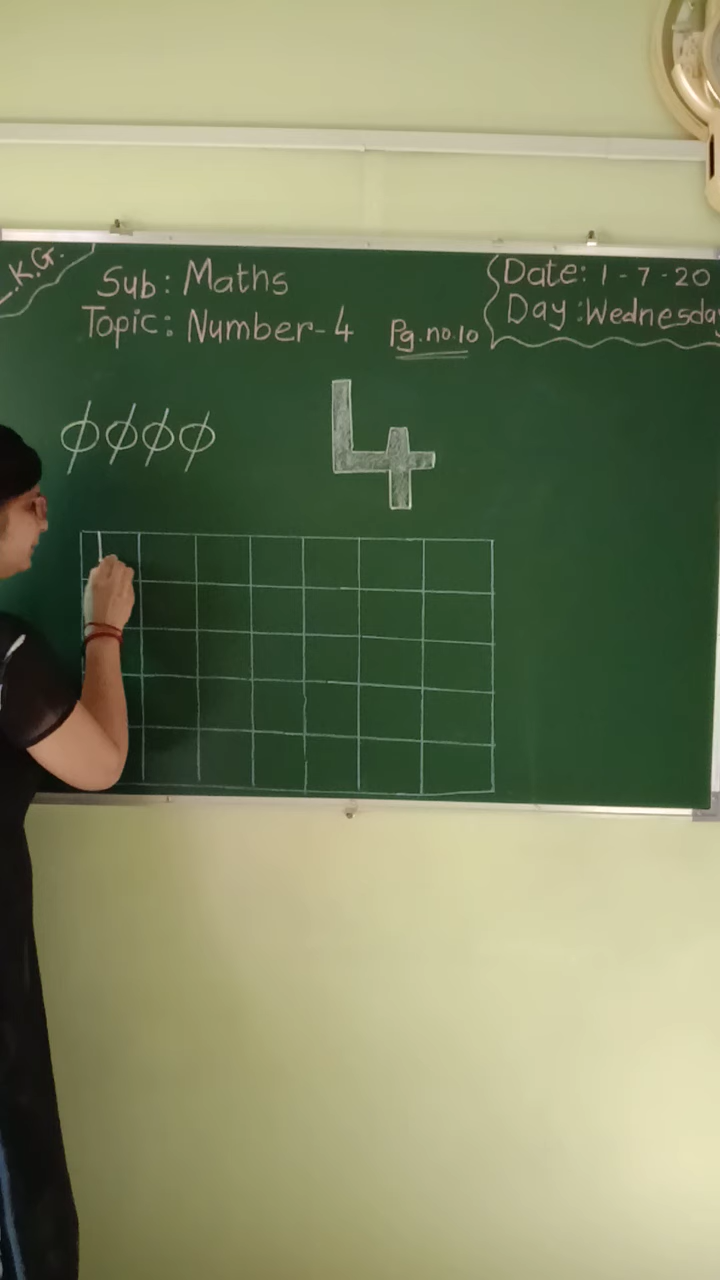 .K.G.
Sub: Maths
Topic: Number-4
Pg.no.10
Date: 1-7-20
Day: Wednesday
4